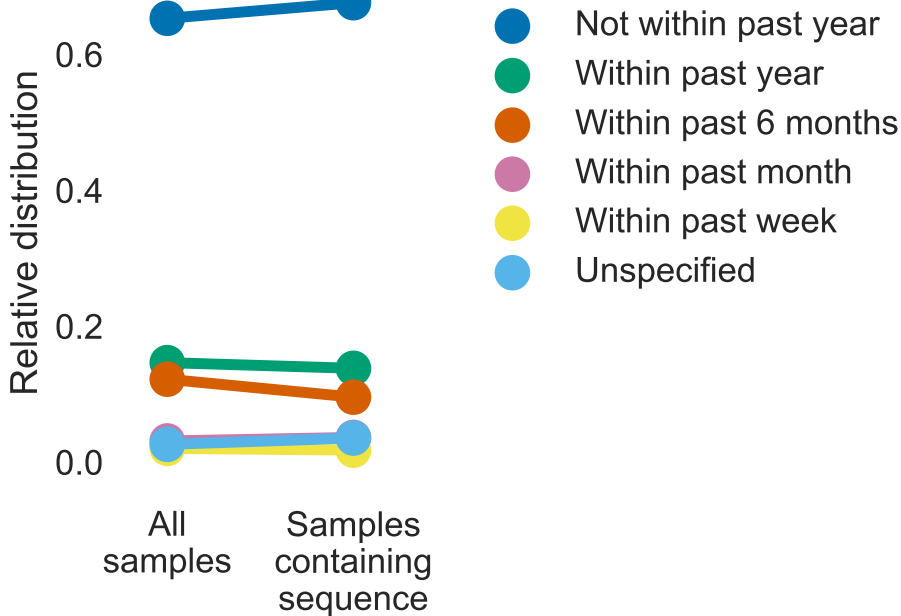 Relative distribution
0.6
0.4
0.2
0.0
All
samples
Samples
containing
sequence
Not within past year
Within past year
Within past 6 months
Within past month
Within past week
Unspecified